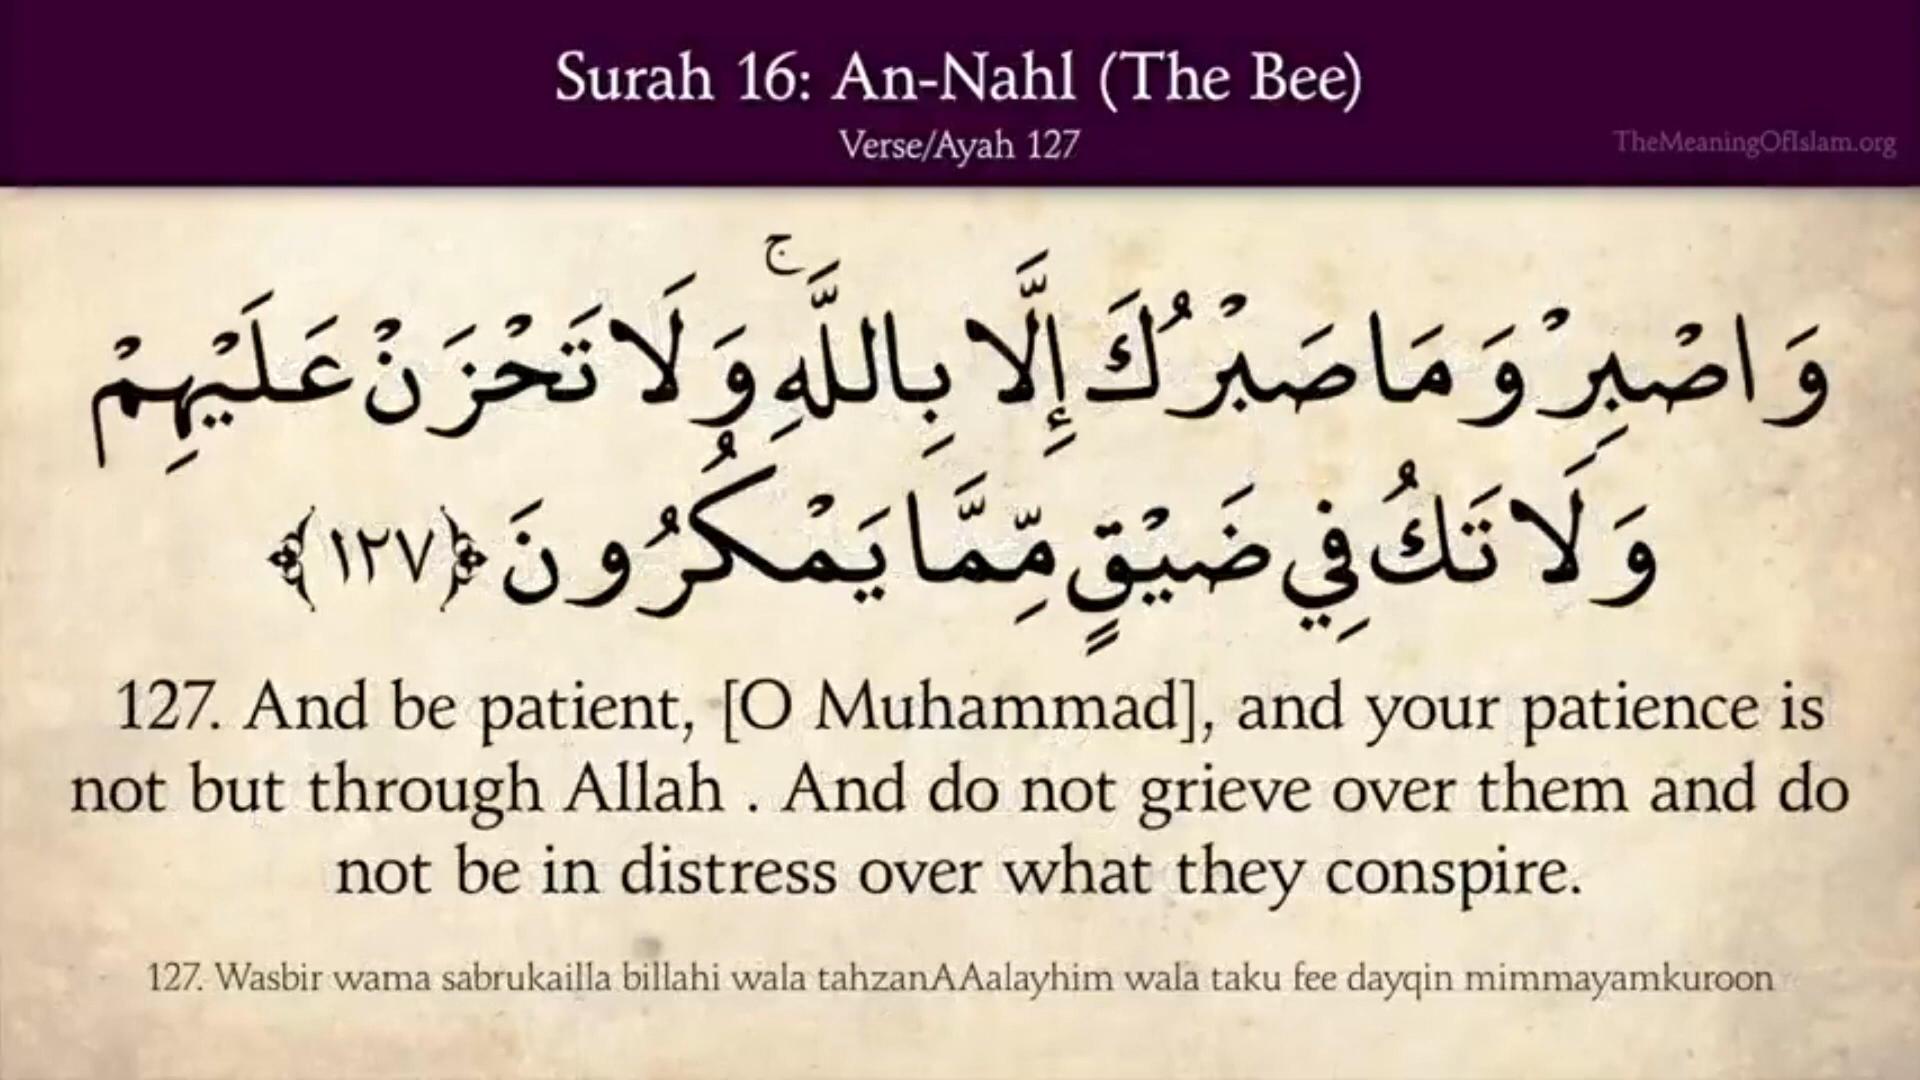 Surah 16: An-Nahl (The Bee)
Verse/Ayah 127
TheMeaningOfIslam.org
وَاصْبِرْ وَمَا صَبْرُكَ إِلَّا بِاللَّهِ ۚ وَلَا تَحْزَنْ عَلَيْهِمْ
وَلَا تَكُ فِي ضَيْقٍ مِّمَّا يَمْكُرُونَ ﴿١٢٧﴾
127. And be patient, [O Muhammad], and your patience is
not but through Allah . And do not grieve over them and do
not be in distress over what they conspire.
127. Wasbir wama sabrukailla billahi wala tahzanAAalayhim wala taku fee dayqin mimmayamkuroon